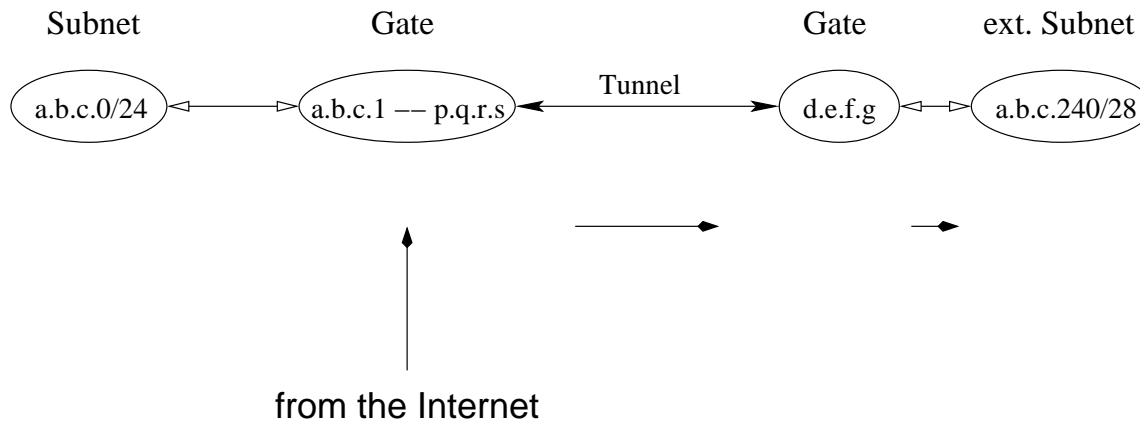 Subnet Gate Gate ext. Subnet
Tunnel
a.b.c.0/24 a.b.c.1 −− p.q.r.s d.e.f.g a.b.c.240/28
from the Internet